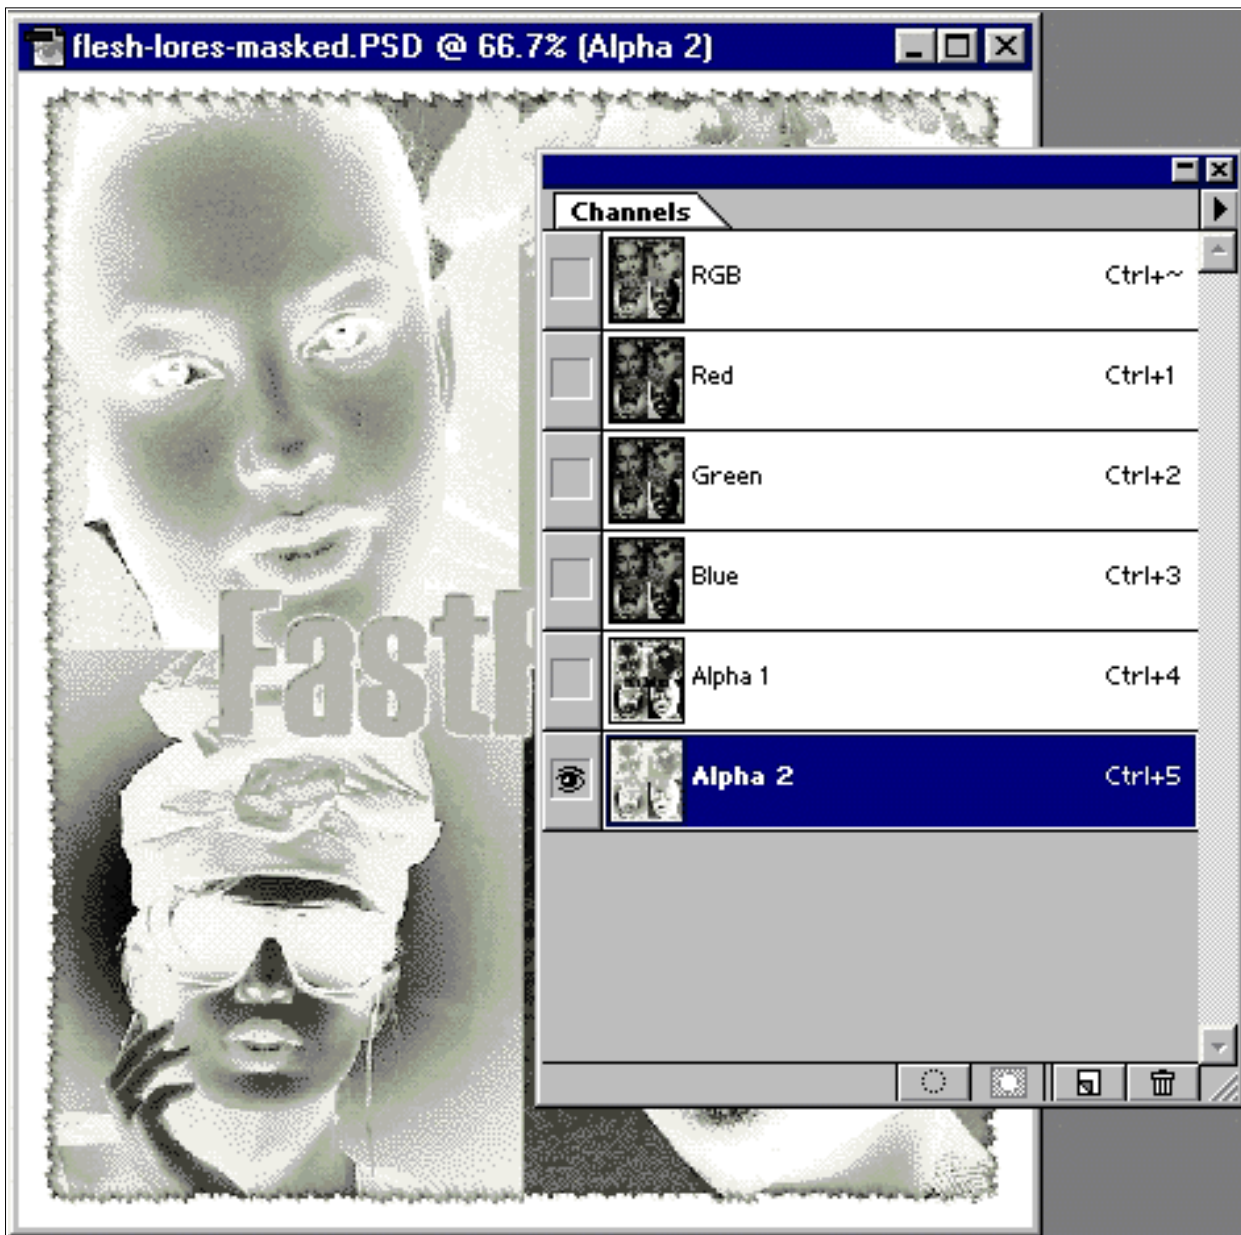 flesh-lores-masked.PSD @ 66.7% (Alpha 2)
Channels
RGB Ctrl+~
Red Ctrl+1
Green Ctrl+2
Blue Ctrl+3
Alpha 1 Ctrl+4
Alpha 2 Ctrl+5
Fast